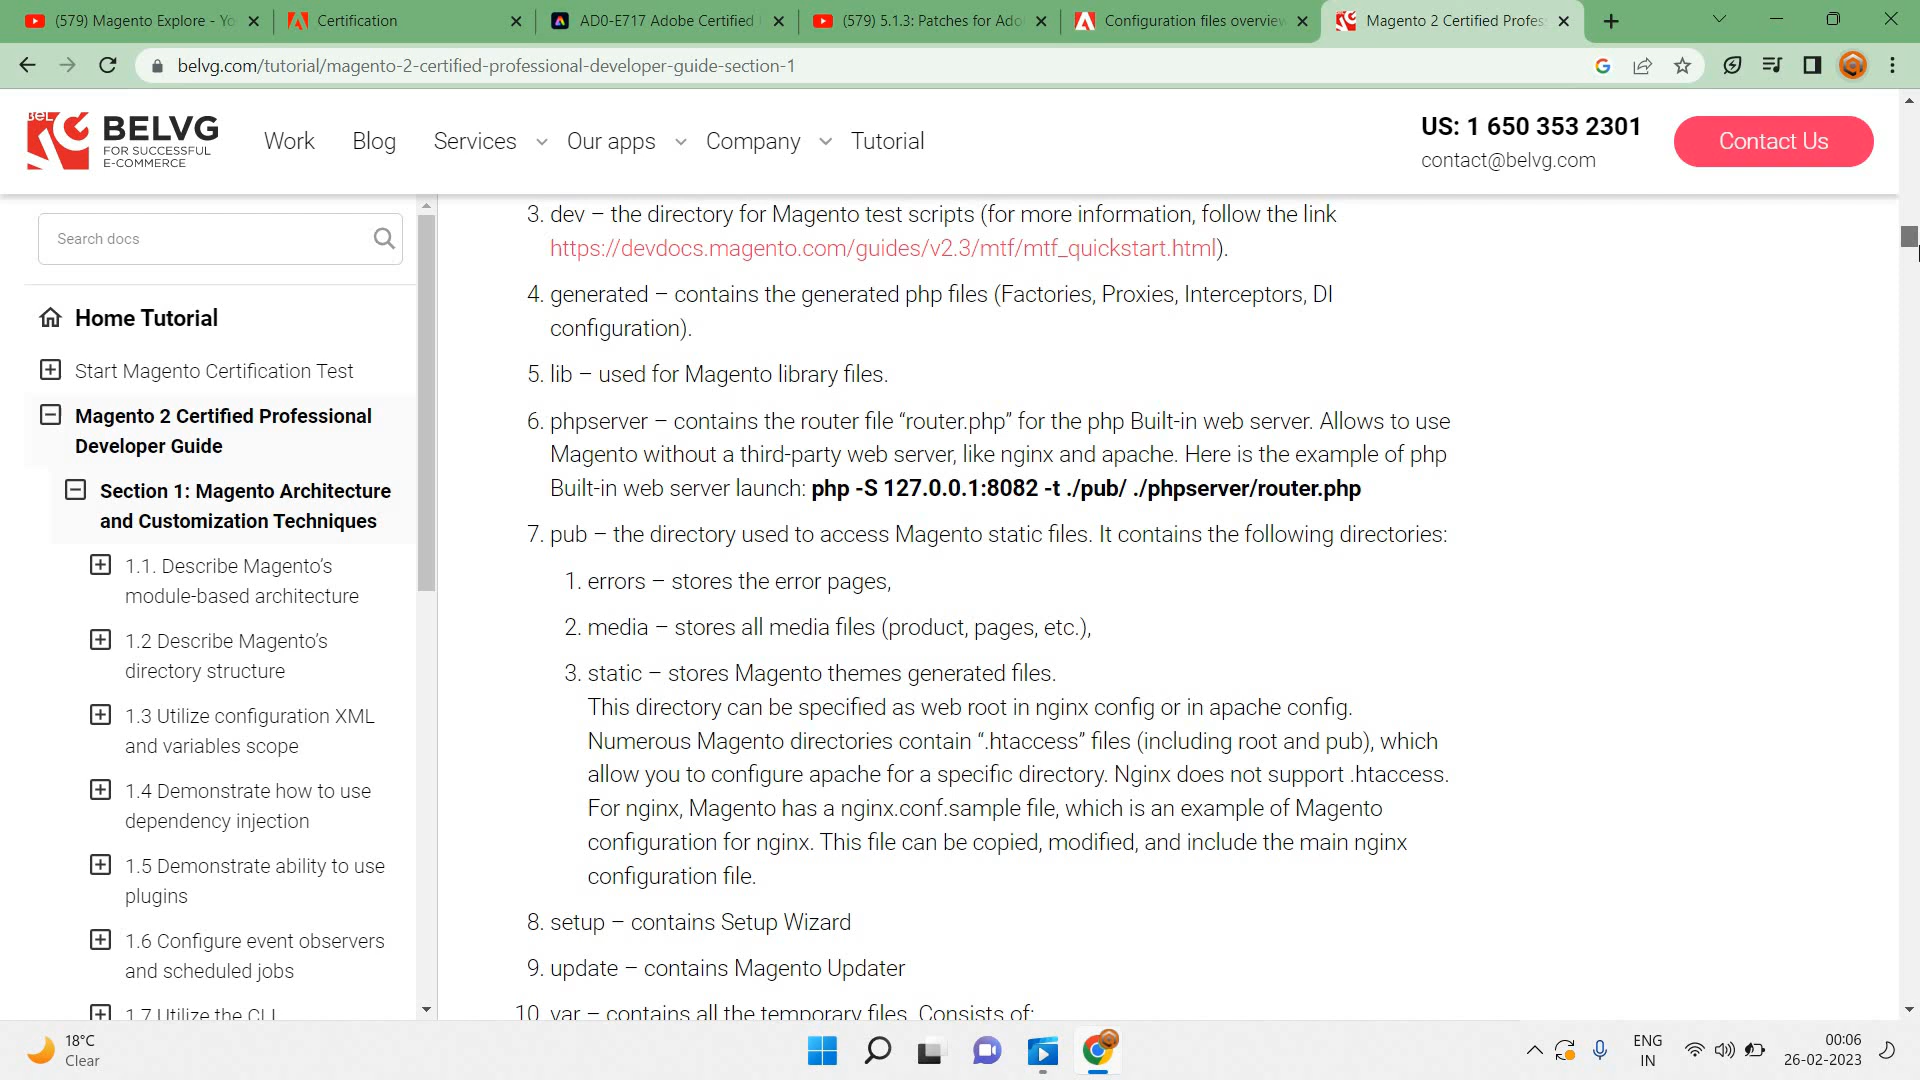 (579) Magento Explore - Yo
Certification
AD0-E717 Adobe Certified
(579) 5.1.3: Patches for Ado
Configuration files overview
Magento 2 Certified Profes
belvg.com/tutorial/magento-2-certified-professional-developer-guide-section-1
BelVG
BELVG
FOR SUCCESSFUL
E-COMMERCE
Work
Blog
Services
Our apps
Company
Tutorial
US: 1 650 353 2301
contact@belvg.com
Contact Us
Search docs
Home Tutorial
Start Magento Certification Test
Magento 2 Certified Professional
Developer Guide
Section 1: Magento Architecture
and Customization Techniques
1.1. Describe Magento’s
module-based architecture
1.2 Describe Magento’s
directory structure
1.3 Utilize configuration XML
and variables scope
1.4 Demonstrate how to use
dependency injection
1.5 Demonstrate ability to use
plugins
1.6 Configure event observers
and scheduled jobs
1.7 Utilize the CLI
3. dev – the directory for Magento test scripts (for more information, follow the link
https://devdocs.magento.com/guides/v2.3/mtf/mtf_quickstart.html).
4. generated – contains the generated php files (Factories, Proxies, Interceptors, DI
configuration).
5. lib – used for Magento library files.
6. phpserver – contains the router file “router.php” for the php Built-in web server. Allows to use
Magento without a third-party web server, like nginx and apache. Here is the example of php
Built-in web server launch: php -S 127.0.0.1:8082 -t ./pub/ ./phpserver/router.php
7. pub – the directory used to access Magento static files. It contains the following directories:
1. errors – stores the error pages,
2. media – stores all media files (product, pages, etc.),
3. static – stores Magento themes generated files.
This directory can be specified as web root in nginx config or in apache config.
Numerous Magento directories contain “.htaccess” files (including root and pub), which
allow you to configure apache for a specific directory. Nginx does not support .htaccess.
For nginx, Magento has a nginx.conf.sample file, which is an example of Magento
configuration for nginx. This file can be copied, modified, and include the main nginx
configuration file.
8. setup – contains Setup Wizard
9. update – contains Magento Updater
10. var – contains all the temporary files. Consists of:
18°C
Clear
ENG
IN
00:06
26-02-2023